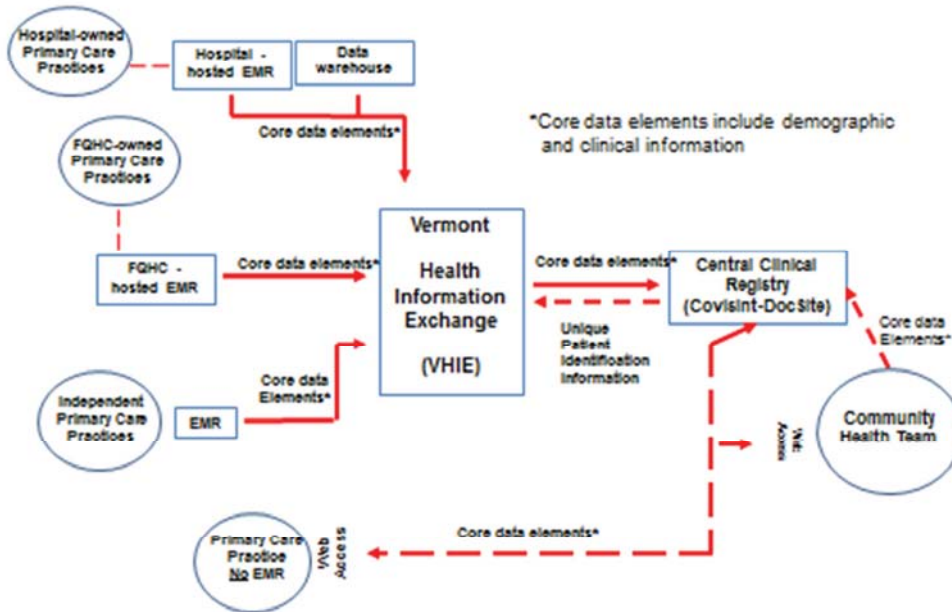 Hospital-owned
Primary Care
Practices
Hospital -
hosted EMR
Data
warehouse
Core data elements*
*Core data elements include demographic
and clinical information
FQHC-owned
Primary Care
Practices
FQHC -
hosted EMR
Core data elements*
Vermont
Health
Information
Exchange
(VHIE)
Core data elements*
Unique
Patient
Identification
Information
Central Clinical
Registry
(Covisint-DocSite)
Core data
Elements*
Community
Health Team
Web
Access
Independent
Primary Care
Practices
EMR
Core data
Elements*
Primary Care
Practice
No EMR
Web
Access
Core data elements*